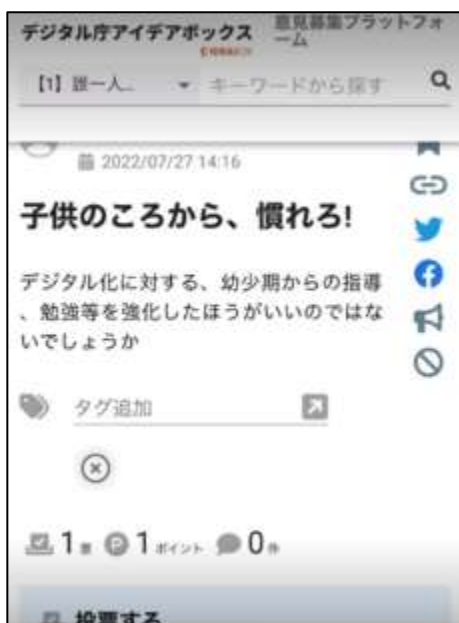 デジタル庁アイデアボックス
意見募集プラットフォ
ーム
【1】誰一人..
キーワードから探す
2022/07/27 14:16
子供のころから、慣れろ!
デジタル化に対する、幼少期からの指導
、勉強等を強化したほうがいいのではな
いでしょうか
タグ追加
1 票 1 ポイント 0 件
投票する